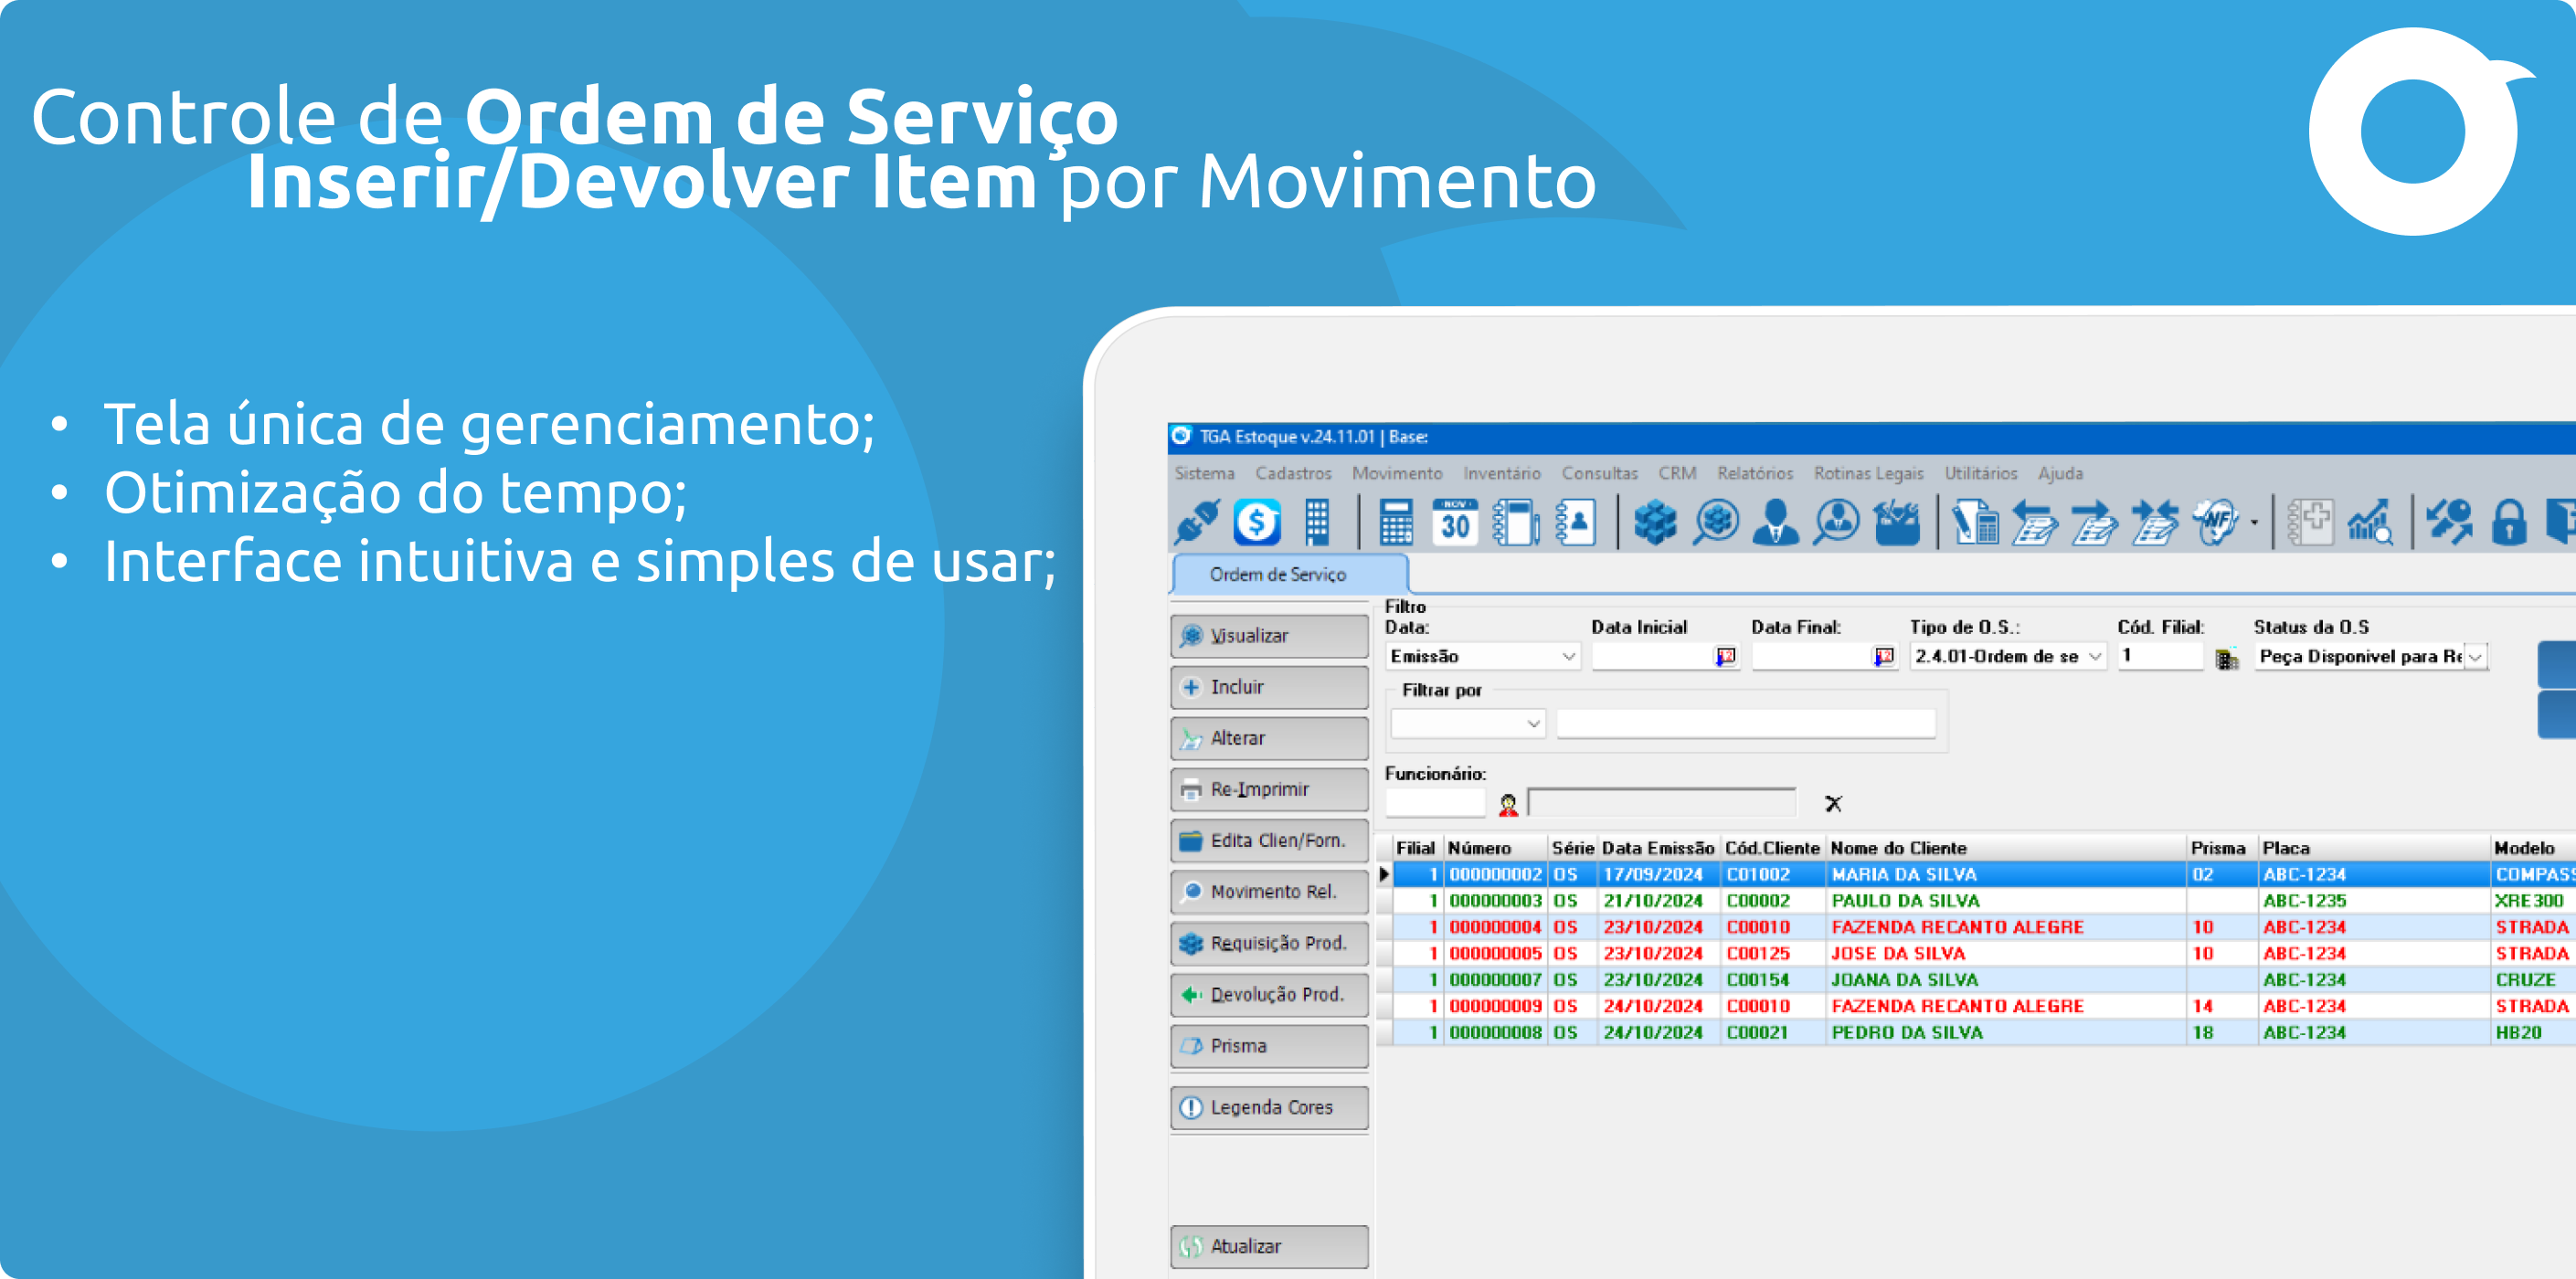 Controle de Ordem de Serviço
Inserir/Devolver Item por Movimento
• Tela única de gerenciamento;
• Otimização do tempo;
• Interface intuitiva e simples de usar;
TGA Estoque v.24.11.01 | Base:
Sistema Cadastros Movimento Inventário Consultas CRM Relatórios Rotinas Legais Utilitários Ajuda
NOV 30 NF
Ordem de Serviço
Filtro
Data: Data Inicial Data Final: Tipo de O.S.: Cód. Filial: Status da O.S
Emissão 12 12 2.4.01-Ordem de se 1 Peça Disponivel para Re
Filtrar por
Funcionário:
Visualizar
Incluir
Alterar
Re-Imprimir
Edita Clien/Forn.
Movimento Rel.
Requisição Prod.
Devolução Prod.
Prisma
Legenda Cores
Atualizar
Filial Número Série Data Emissão Cód.Cliente Nome do Cliente Prisma Placa Modelo
1 000000002 OS 17/09/2024 C01002 MARIA DA SILVA 02 ABC-1234 COMPASS
1 000000003 OS 21/10/2024 C00002 PAULO DA SILVA ABC-1235 XRE300
1 000000004 OS 23/10/2024 C00010 FAZENDA RECANTO ALEGRE 10 ABC-1234 STRADA
1 000000005 OS 23/10/2024 C00125 JOSE DA SILVA 10 ABC-1234 STRADA
1 000000007 OS 23/10/2024 C00154 JOANA DA SILVA ABC-1234 CRUZE
1 000000009 OS 24/10/2024 C00010 FAZENDA RECANTO ALEGRE 14 ABC-1234 STRADA
1 000000008 OS 24/10/2024 C00021 PEDRO DA SILVA 18 ABC-1234 HB20